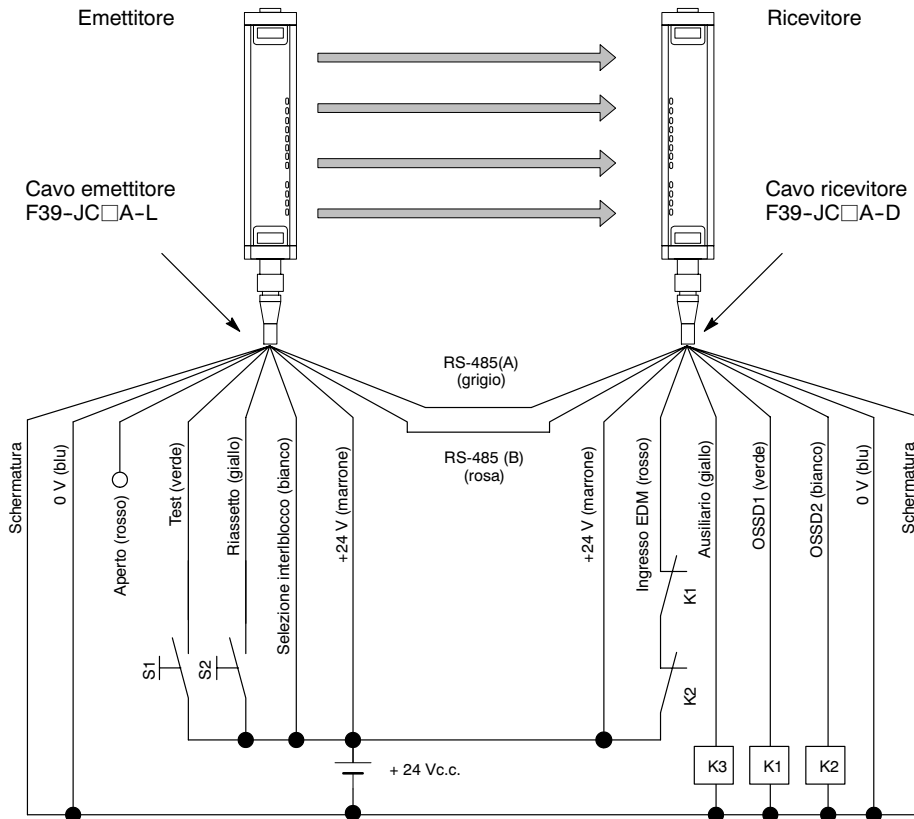 Emettitore
Ricevitore
Cavo emettitore
F39-JC□A-L
Cavo ricevitore
F39-JC□A-D
RS-485(A)
(grigio)
RS-485 (B)
(rosa)
Schermatura
0 V (blu)
Aperto (rosso)
Test (verde)
Riassetto (giallo)
Selezione interlblocco (bianco)
+24 V (marrone)
+24 V (marrone)
Ingresso EDM (rosso)
Ausiliario (giallo)
OSSD1 (verde)
OSSD2 (bianco)
0 V (blu)
Schermatura
S1
S2
K1
K2
+ 24 Vc.c.
K3
K1
K2